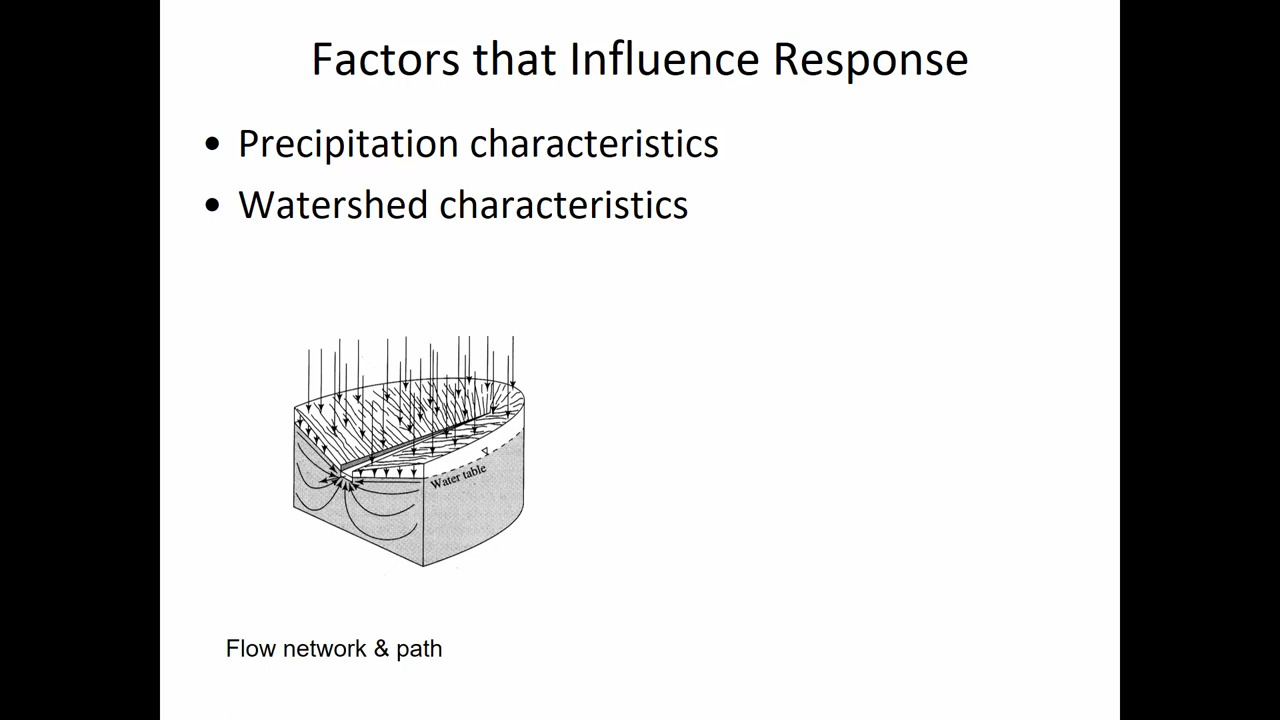 Factors that Influence Response
• Precipitation characteristics
• Watershed characteristics
Water table
Flow network & path